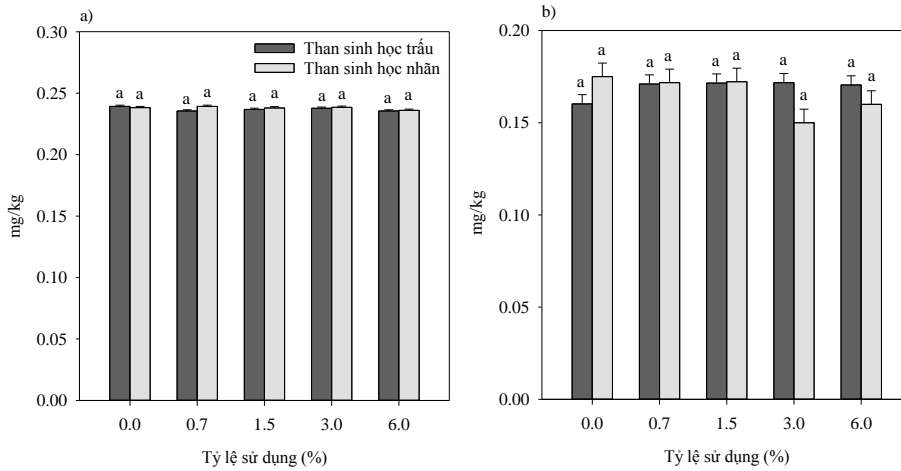 a)
0.30
0.25
0.20
0.15
0.10
0.05
0.00
mg/kg
Than sinh học trấu
Than sinh học nhãn
a a a a a a a a a a
0.0 0.7 1.5 3.0 6.0
Tỷ lệ sử dụng (%)
b)
0.20
0.15
0.10
0.05
0.00
mg/kg
a a a a a a a a a a
0.0 0.7 1.5 3.0 6.0
Tỷ lệ sử dụng (%)